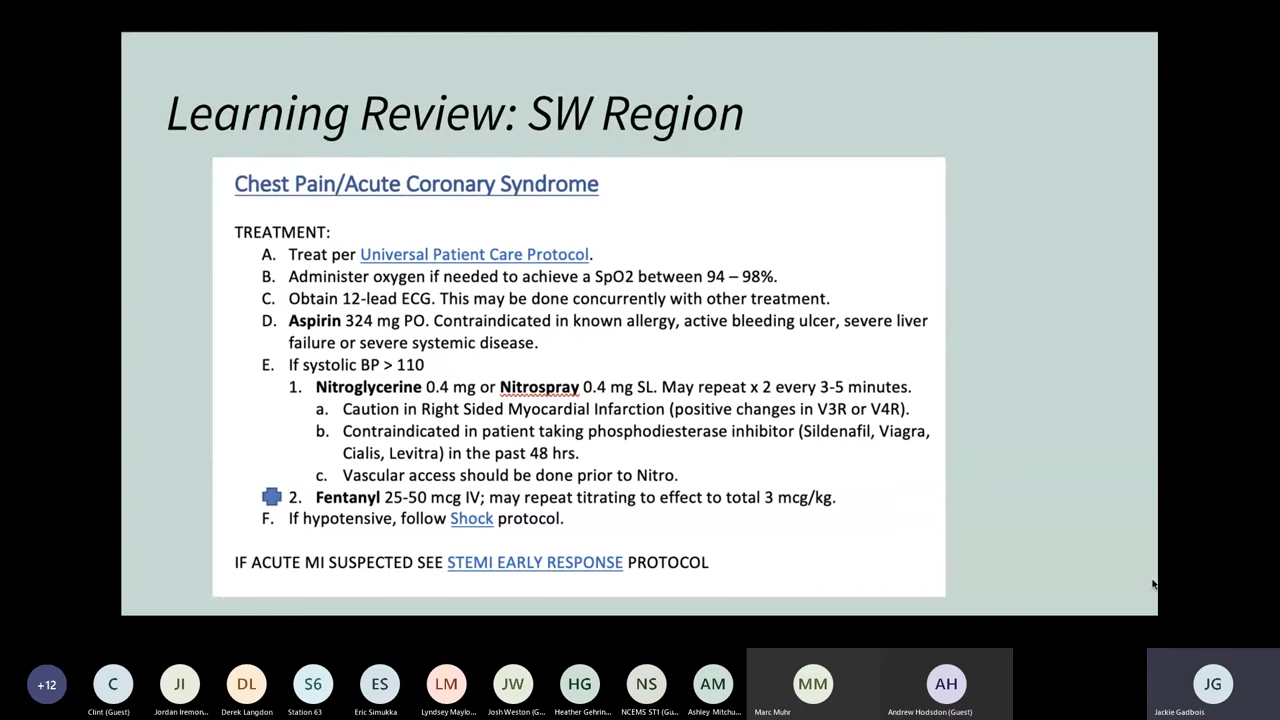 Learning Review: SW Region
Chest Pain/Acute Coronary Syndrome
TREATMENT:
A. Treat per Universal Patient Care Protocol.
B. Administer oxygen if needed to achieve a SpO2 between 94 – 98%.
C. Obtain 12-lead ECG. This may be done concurrently with other treatment.
D. Aspirin 324 mg PO. Contraindicated in known allergy, active bleeding ulcer, severe liver
failure or severe systemic disease.
E. If systolic BP > 110
1. Nitroglycerine 0.4 mg or Nitrospray 0.4 mg SL. May repeat x 2 every 3-5 minutes.
a. Caution in Right Sided Myocardial Infarction (positive changes in V3R or V4R).
b. Contraindicated in patient taking phosphodiesterase inhibitor (Sildenafil, Viagra,
Cialis, Levitra) in the past 48 hrs.
c. Vascular access should be done prior to Nitro.
2. Fentanyl 25-50 mcg IV; may repeat titrating to effect to total 3 mcg/kg.
F. If hypotensive, follow Shock protocol.
IF ACUTE MI SUSPECTED SEE STEMI EARLY RESPONSE PROTOCOL
+12 C JI DL S6 ES LM JW HG NS AM MM AH JG
Clint (Guest) Jordan Iremon... Derek Langdon Station 63 Eric Simukka Lyndsey Maylo... Josh Weston (G... Heather Gehrin... NCEMS ST1 (Gu... Ashley Mitchu... Marc Muhr Andrew Hodsdon (Guest) Jackie Gadbois